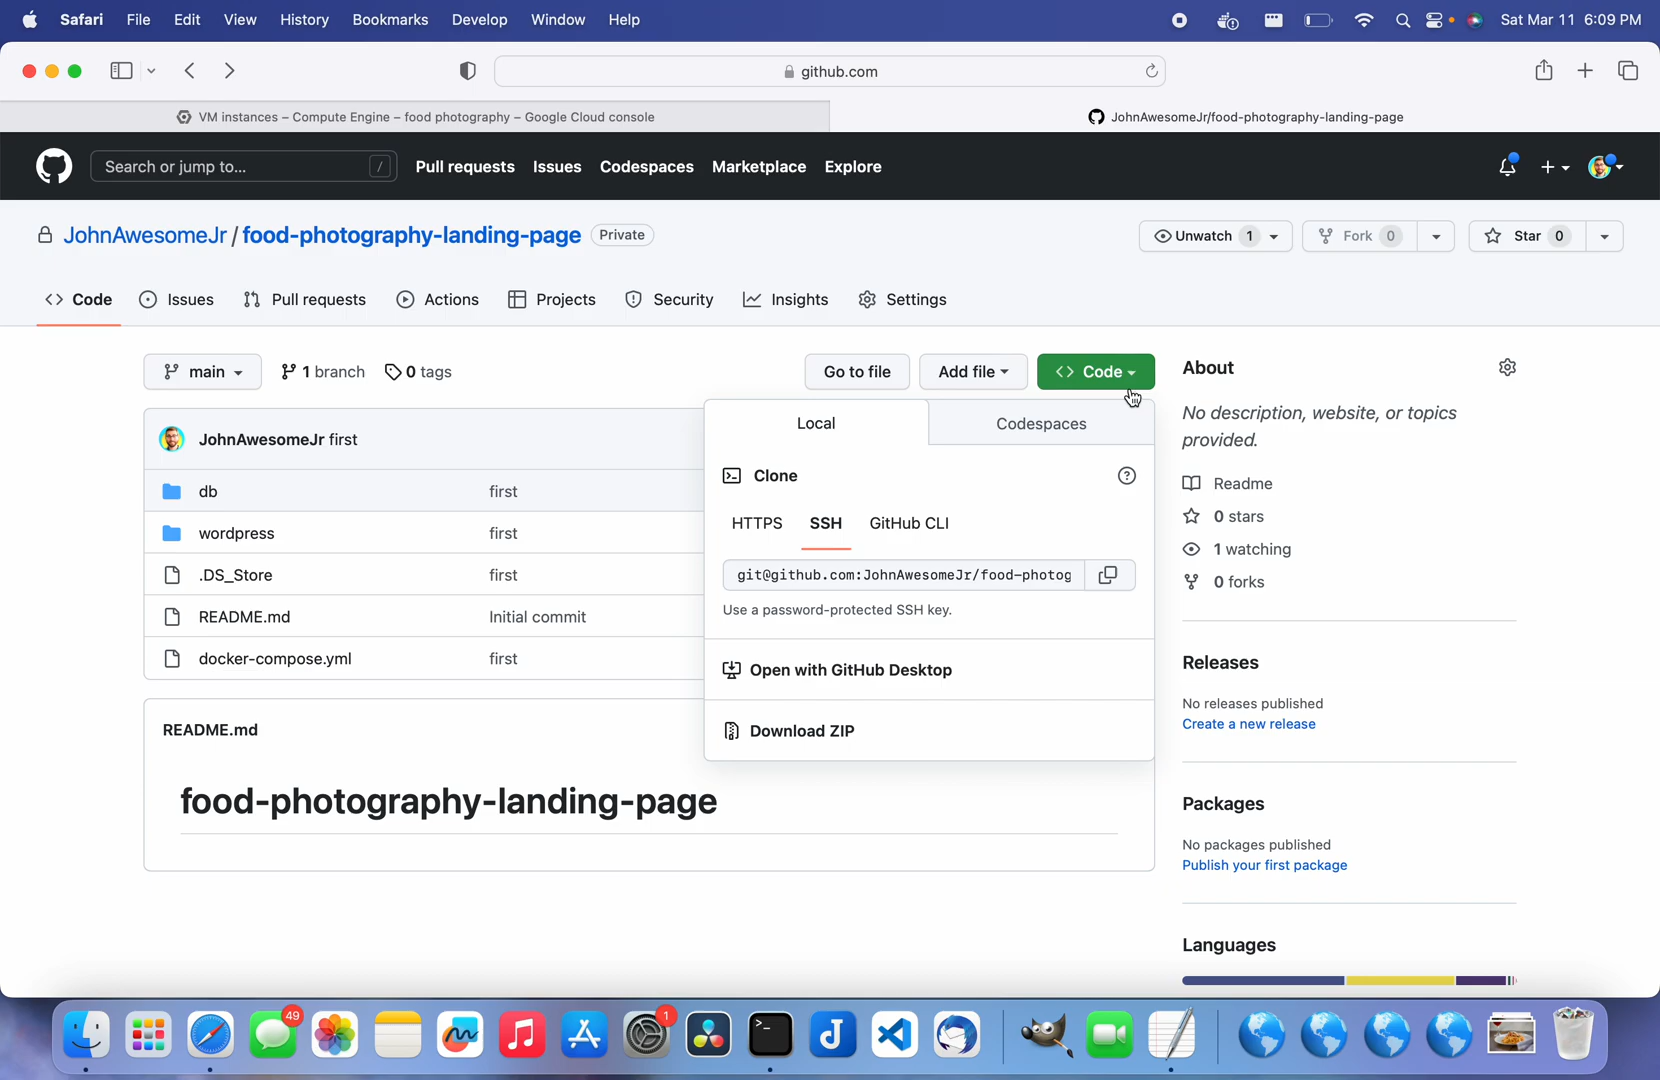 Safari File Edit View History Bookmarks Develop Window Help Sat Mar 11 6:09 PM
github.com
VM instances – Compute Engine – food photography – Google Cloud console
JohnAwesomeJr/food-photography-landing-page
Search or jump to... / Pull requests Issues Codespaces Marketplace Explore
JohnAwesomeJr / food-photography-landing-page Private
Unwatch 1 Fork 0 Star 0
Code Issues Pull requests Actions Projects Security Insights Settings
main 1 branch 0 tags Go to file Add file Code
JohnAwesomeJr first
db first
wordpress first
.DS_Store first
README.md Initial commit
docker-compose.yml first
Local Codespaces
Clone
HTTPS SSH GitHub CLI
git@github.com:JohnAwesomeJr/food-photog
Use a password-protected SSH key.
Open with GitHub Desktop
Download ZIP
README.md
food-photography-landing-page
About
No description, website, or topics
provided.
Readme
0 stars
1 watching
0 forks
Releases
No releases published
Create a new release
Packages
No packages published
Publish your first package
Languages
49
1